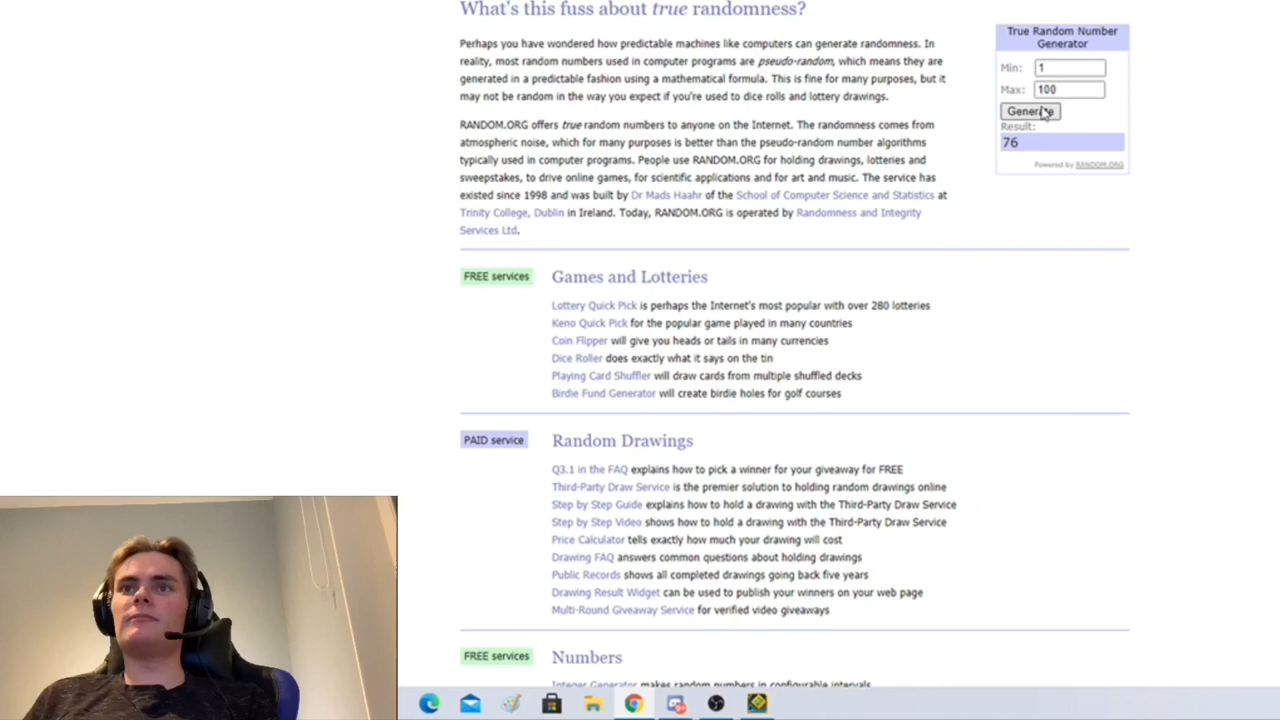 What's this fuss about true randomness?
Perhaps you have wondered how predictable machines like computers can generate randomness. In
reality, most random numbers used in computer programs are pseudo-random, which means they are
generated in a predictable fashion using a mathematical formula. This is fine for many purposes, but it
may not be random in the way you expect if you're used to dice rolls and lottery drawings.
RANDOM.ORG offers true random numbers to anyone on the Internet. The randomness comes from
atmospheric noise, which for many purposes is better than the pseudo-random number algorithms
typically used in computer programs. People use RANDOM.ORG for holding drawings, lotteries and
sweepstakes, to drive online games, for scientific applications and for art and music. The service has
existed since 1998 and was built by Dr Mads Haahr of the School of Computer Science and Statistics at
Trinity College, Dublin in Ireland. Today, RANDOM.ORG is operated by Randomness and Integrity
Services Ltd.
True Random Number
Generator
Min: 1
Max: 100
Generate
Result:
76
Powered by RANDOM.ORG
FREE services
Games and Lotteries
Lottery Quick Pick is perhaps the Internet's most popular with over 280 lotteries
Keno Quick Pick for the popular game played in many countries
Coin Flipper will give you heads or tails in many currencies
Dice Roller does exactly what it says on the tin
Playing Card Shuffler will draw cards from multiple shuffled decks
Birdie Fund Generator will create birdie holes for golf courses
PAID service
Random Drawings
Q3.1 in the FAQ explains how to pick a winner for your giveaway for FREE
Third-Party Draw Service is the premier solution to holding random drawings online
Step by Step Guide explains how to hold a drawing with the Third-Party Draw Service
Step by Step Video shows how to hold a drawing with the Third-Party Draw Service
Price Calculator tells exactly how much your drawing will cost
Drawing FAQ answers common questions about holding drawings
Public Records shows all completed drawings going back five years
Drawing Result Widget can be used to publish your winners on your web page
Multi-Round Giveaway Service for verified video giveaways
FREE services
Numbers
Integer Generator makes random numbers in configurable intervals